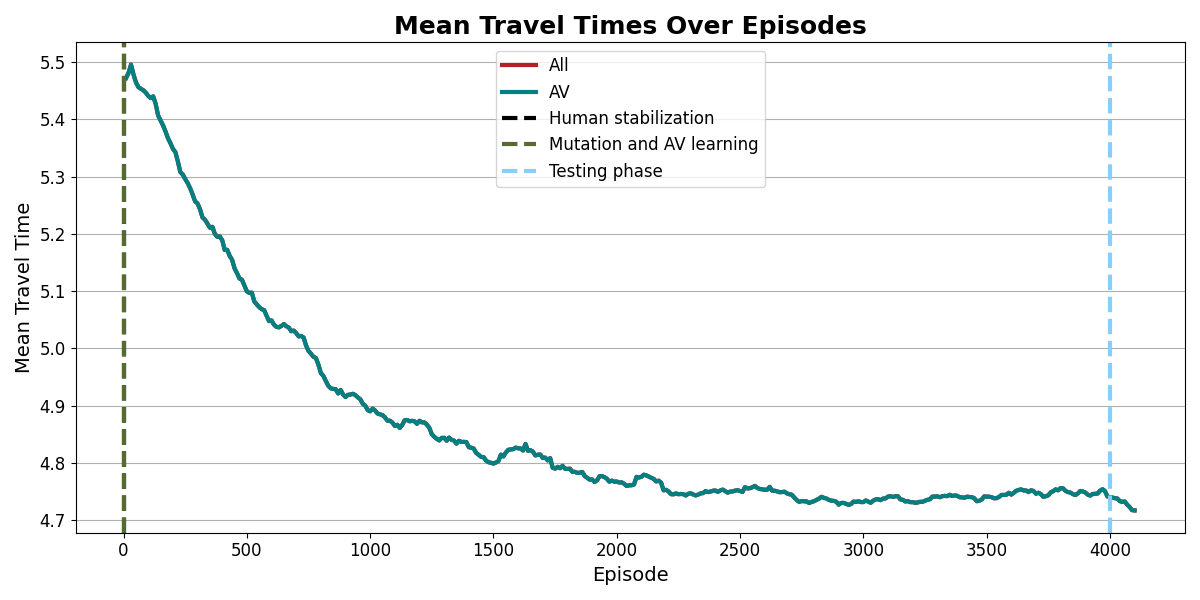 Mean Travel Times Over Episodes
All
AV
Human stabilization
Mutation and AV learning
Testing phase
Mean Travel Time
5.5
5.4
5.3
5.2
5.1
5.0
4.9
4.8
4.7
0 500 1000 1500 2000 2500 3000 3500 4000
Episode